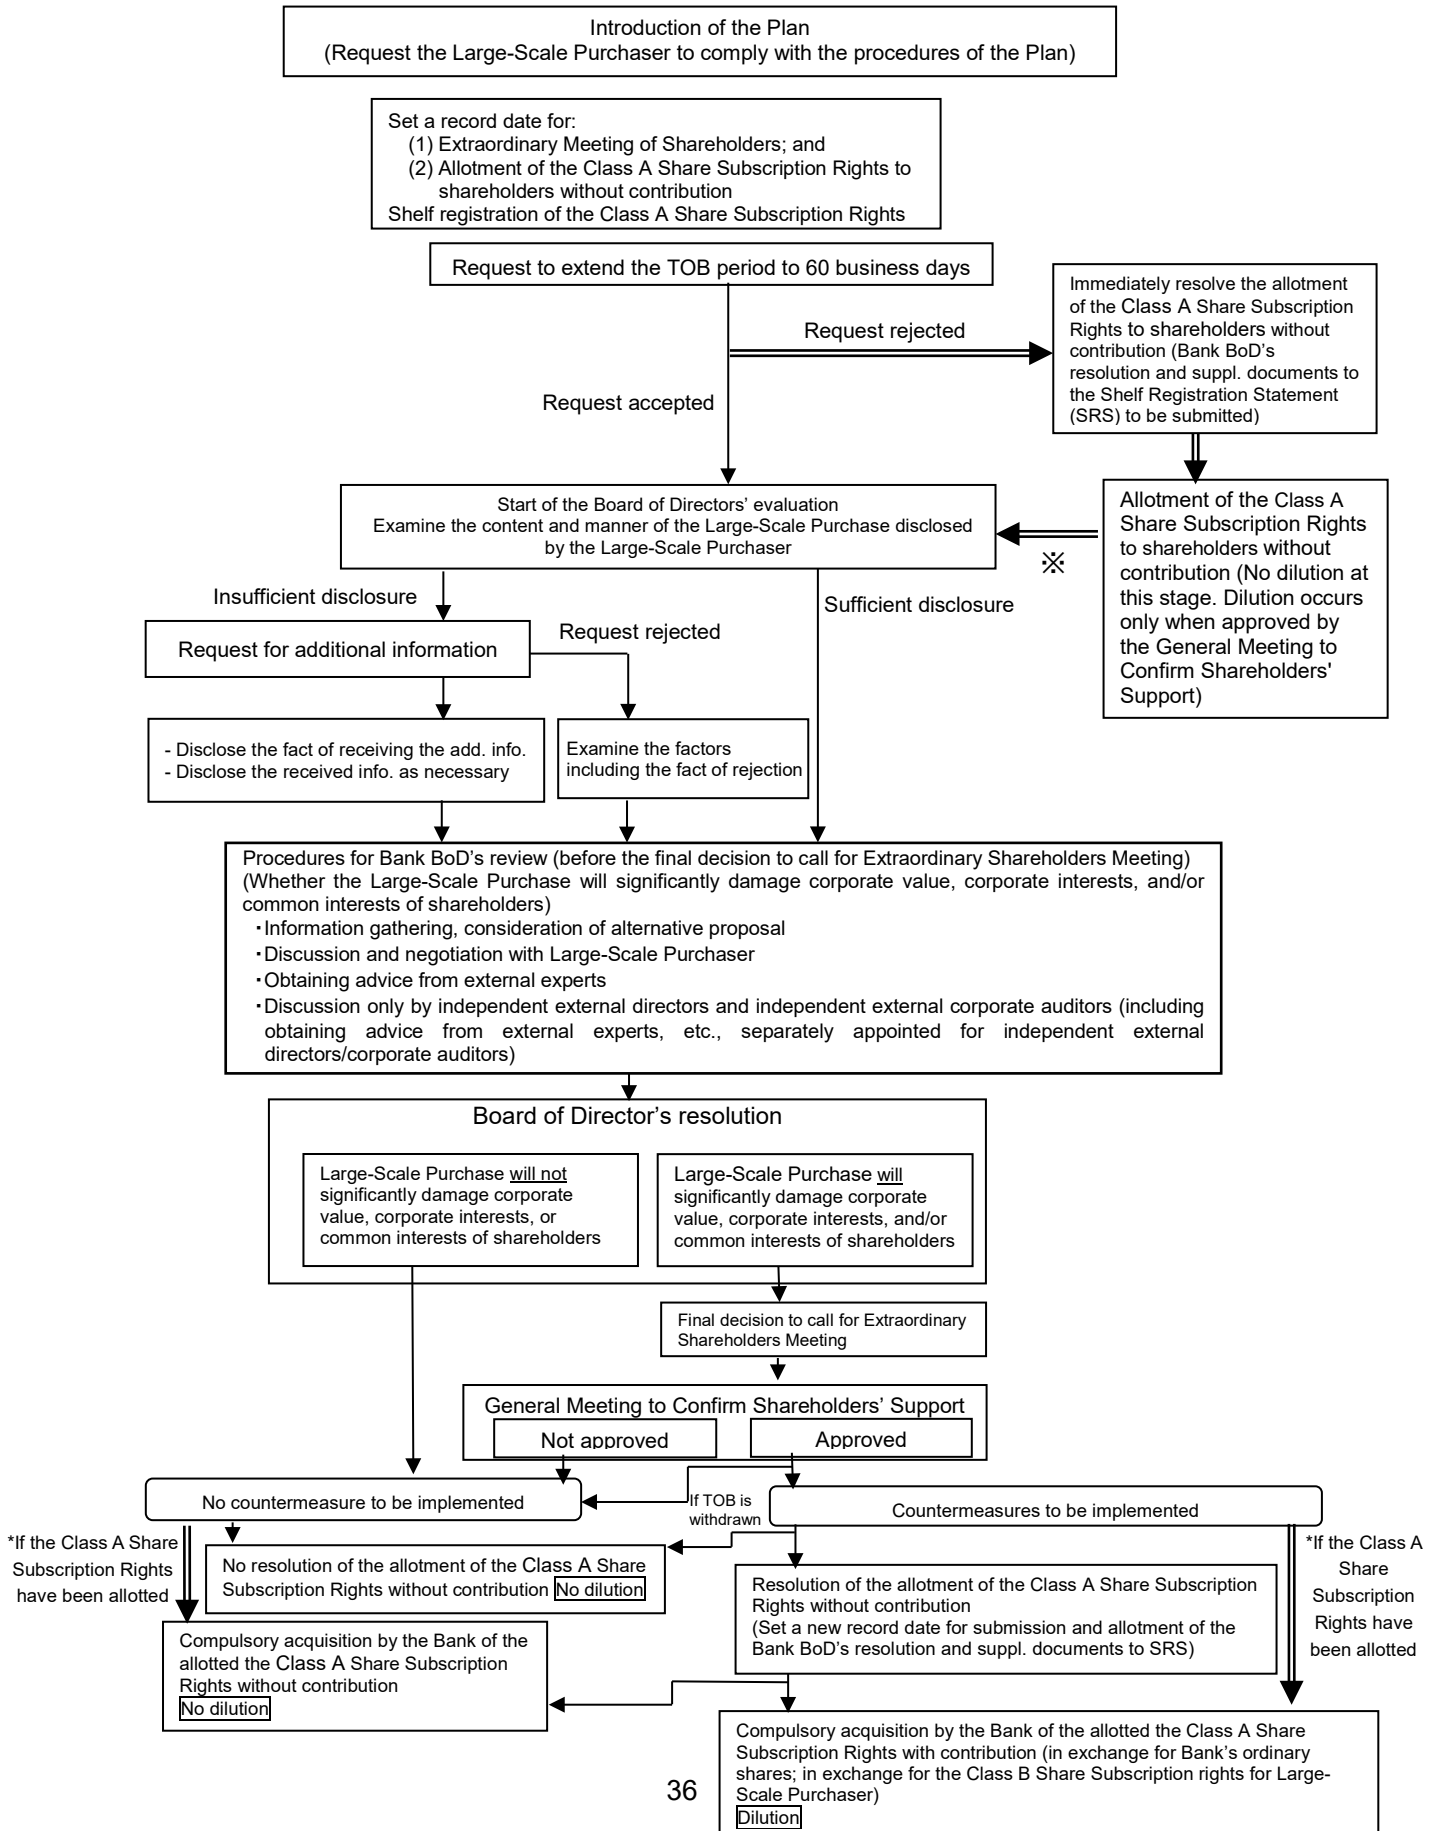 Introduction of the Plan
(Request the Large-Scale Purchaser to comply with the procedures of the Plan)
Set a record date for:
(1) Extraordinary Meeting of Shareholders; and
(2) Allotment of the Class A Share Subscription Rights to
shareholders without contribution
Shelf registration of the Class A Share Subscription Rights
Request to extend the TOB period to 60 business days
Immediately resolve the allotment
of the Class A Share Subscription
Rights to shareholders without
contribution (Bank BoD’s
resolution and suppl. documents to
the Shelf Registration Statement
(SRS) to be submitted)
Request rejected
Request accepted
Start of the Board of Directors’ evaluation
Examine the content and manner of the Large-Scale Purchase disclosed
by the Large-Scale Purchaser
※
Allotment of the Class A
Share Subscription Rights
to shareholders without
contribution (No dilution at
this stage. Dilution occurs
only when approved by
the General Meeting to
Confirm Shareholders'
Support)
Insufficient disclosure
Sufficient disclosure
Request for additional information
Request rejected
- Disclose the fact of receiving the add. info.
- Disclose the received info. as necessary
Examine the factors
including the fact of rejection
Procedures for Bank BoD’s review (before the final decision to call for Extraordinary Shareholders Meeting)
(Whether the Large-Scale Purchase will significantly damage corporate value, corporate interests, and/or
common interests of shareholders)
・Information gathering, consideration of alternative proposal
・Discussion and negotiation with Large-Scale Purchaser
・Obtaining advice from external experts
・Discussion only by independent external directors and independent external corporate auditors (including
obtaining advice from external experts, etc., separately appointed for independent external
directors/corporate auditors)
Board of Director’s resolution
Large-Scale Purchase will not
significantly damage corporate
value, corporate interests, or
common interests of shareholders
Large-Scale Purchase will
significantly damage corporate
value, corporate interests, and/or
common interests of shareholders
Final decision to call for Extraordinary
Shareholders Meeting
General Meeting to Confirm Shareholders’ Support
Not approved
Approved
No countermeasure to be implemented
If TOB is
withdrawn
Countermeasures to be implemented
*If the Class A Share
Subscription Rights
have been allotted
No resolution of the allotment of the Class A Share
Subscription Rights without contribution No dilution
Resolution of the allotment of the Class A Share Subscription
Rights without contribution
(Set a new record date for submission and allotment of the
Bank BoD’s resolution and suppl. documents to SRS)
*If the Class A
Share
Subscription
Rights have
been allotted
Compulsory acquisition by the Bank of the
allotted the Class A Share Subscription
Rights without contribution
No dilution
Compulsory acquisition by the Bank of the allotted the Class A Share
Subscription Rights with contribution (in exchange for Bank’s ordinary
shares; in exchange for the Class B Share Subscription rights for Large-
Scale Purchaser)
Dilution
36